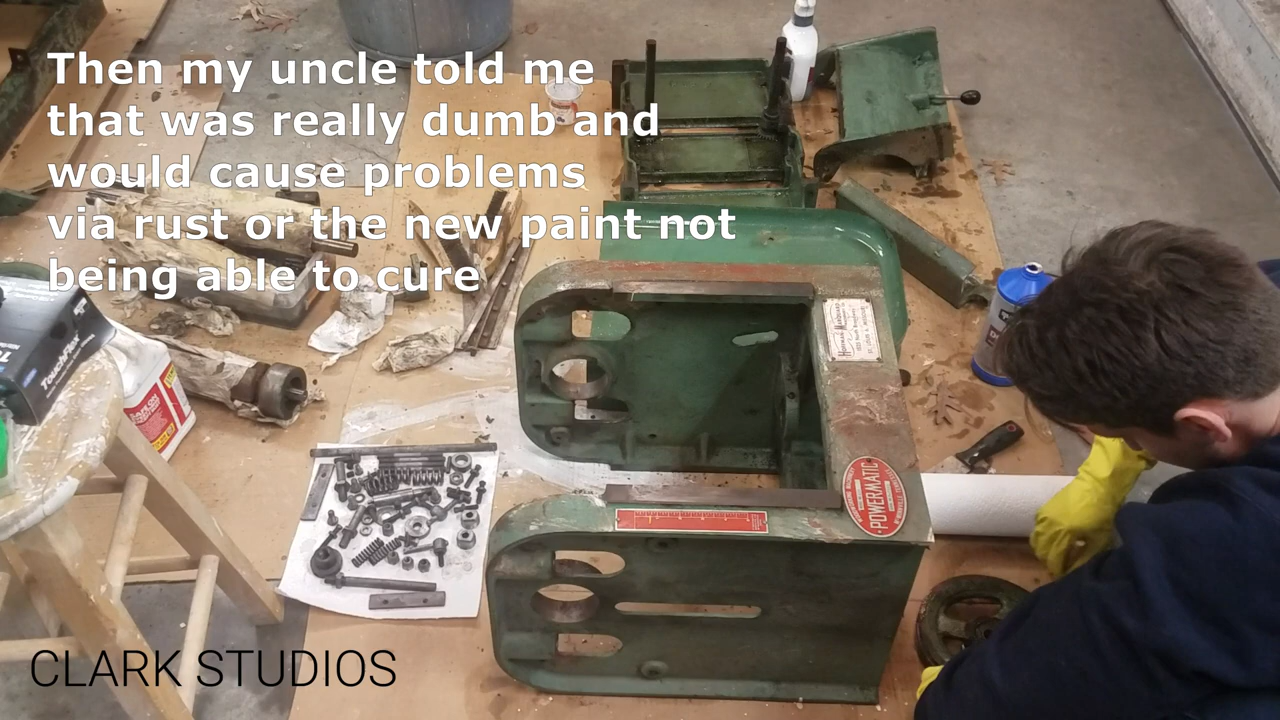 Then my uncle told me
that was really dumb and
would cause problems
via rust or the new paint not
being able to cure
POWERMATIC
CLARK STUDIOS